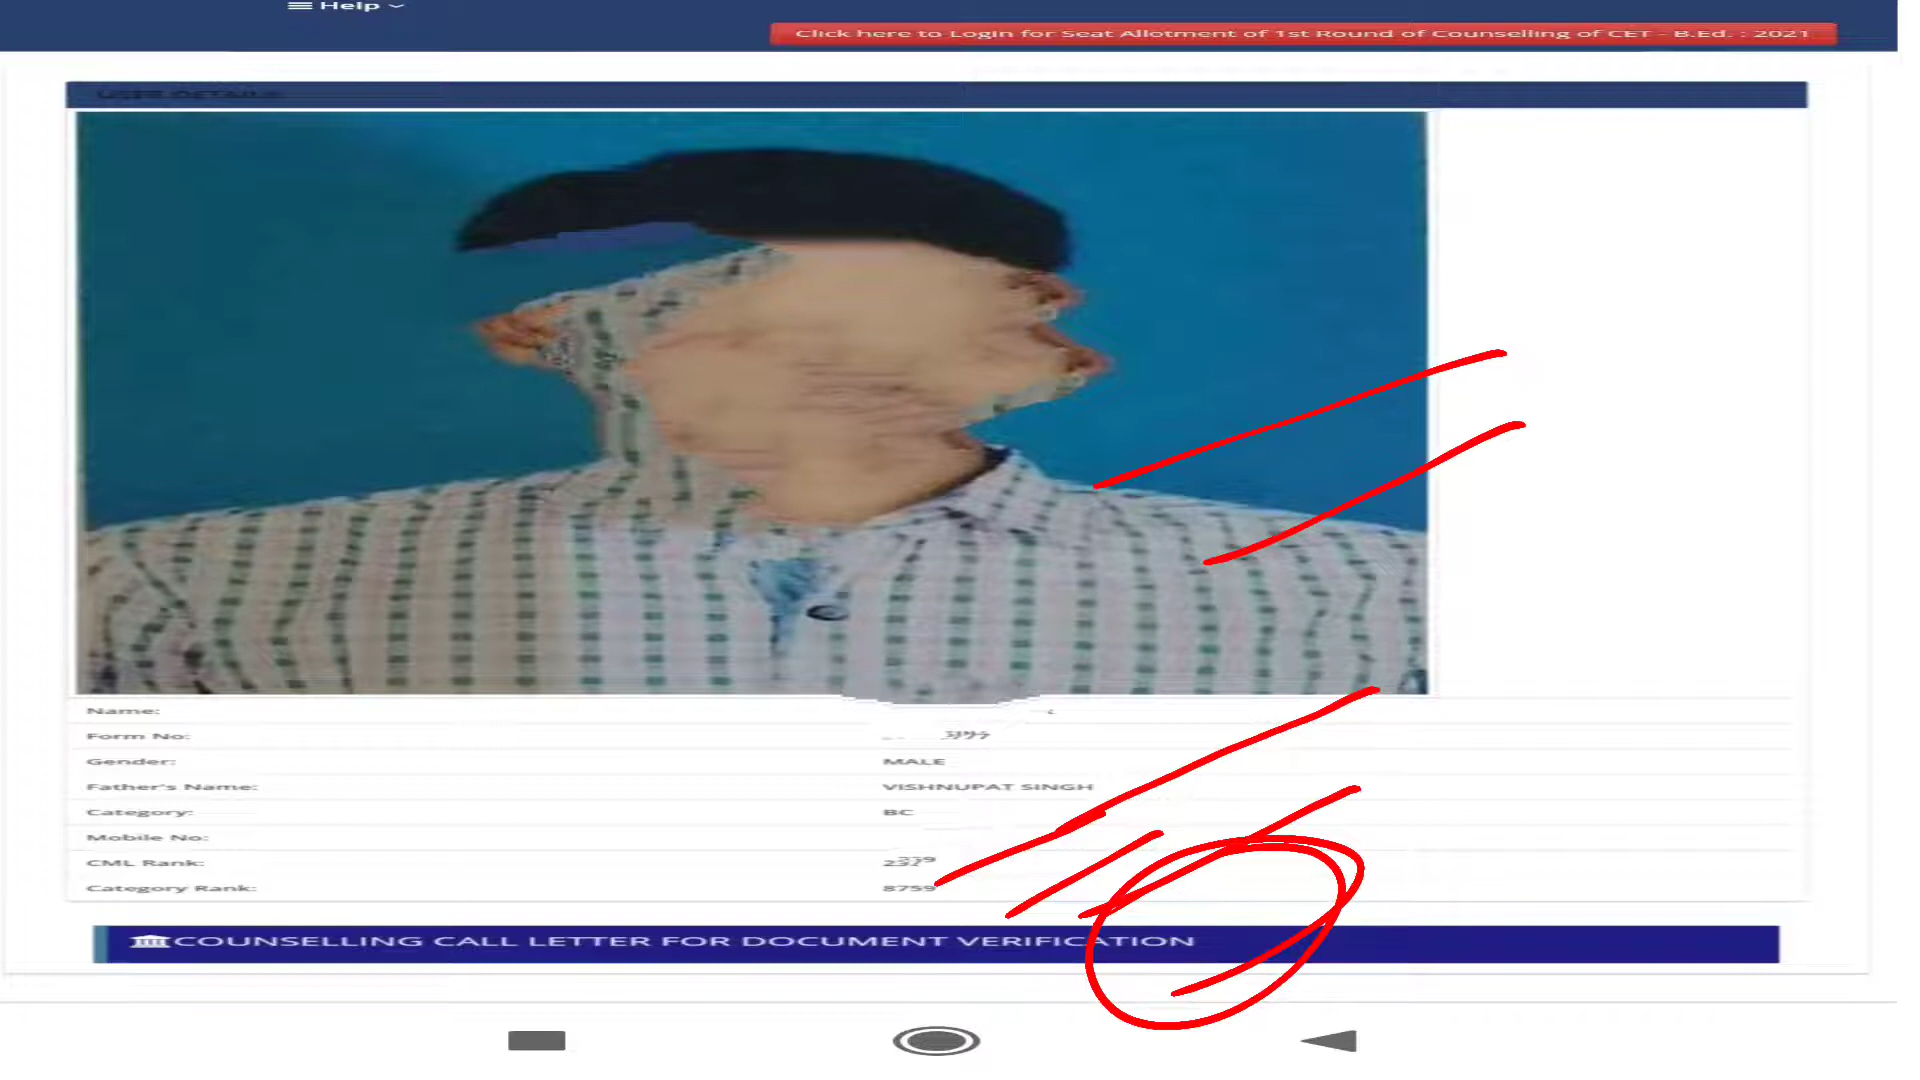 Help
Click here to Login for Seat Allotment of 1st Round of Counselling of CET - B.Ed. : 2021
USER DETAILS
Name:
Form No:
Gender: MALE
Father's Name: VISHNUPAT SINGH
Category: BC
Mobile No:
CML Rank:
Category Rank: 8759
COUNSELLING CALL LETTER FOR DOCUMENT VERIFICATION